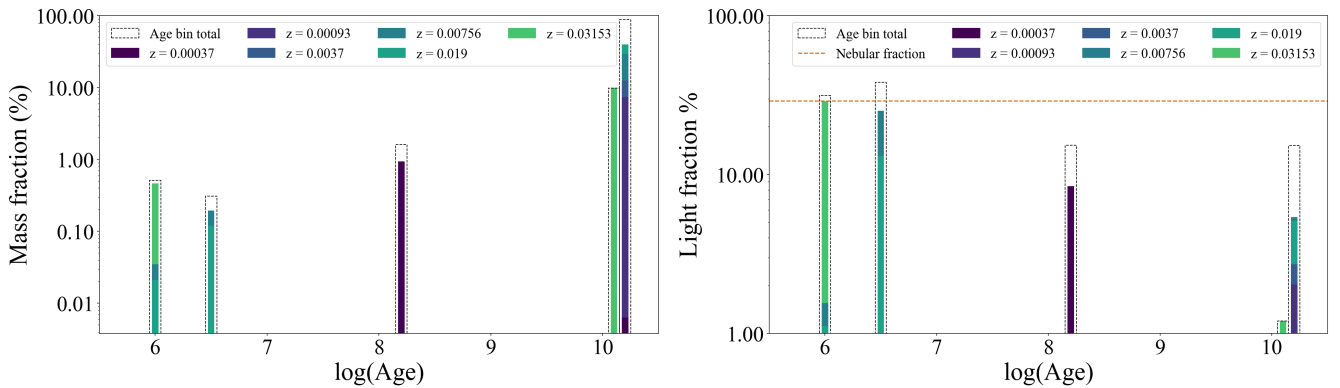 100.00
10.00
1.00
0.10
0.01
Mass fraction (%)
Age bin total
z = 0.00037
z = 0.00093
z = 0.0037
z = 0.00756
z = 0.019
z = 0.03153
6 7 8 9 10
log(Age)
100.00
10.00
1.00
Light fraction %
Age bin total
Nebular fraction
z = 0.00037
z = 0.00093
z = 0.0037
z = 0.00756
z = 0.019
z = 0.03153
6 7 8 9 10
log(Age)